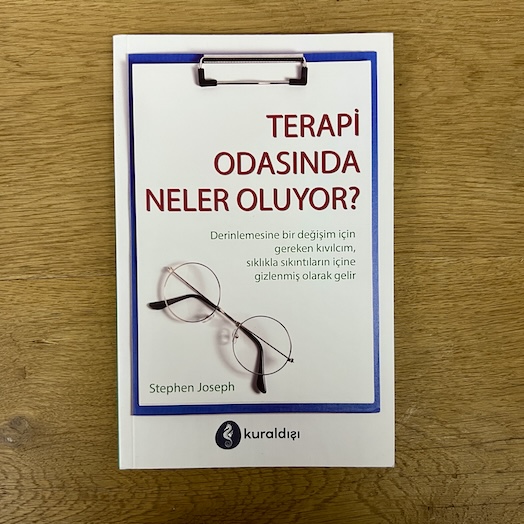 TERAPİ
ODASINDA
NELER OLUYOR?
Derinlemesine bir değişim için
gereken kıvılcım,
sıklıkla sıkıntıların içine
gizlenmiş olarak gelir
Stephen Joseph
kuraldışı